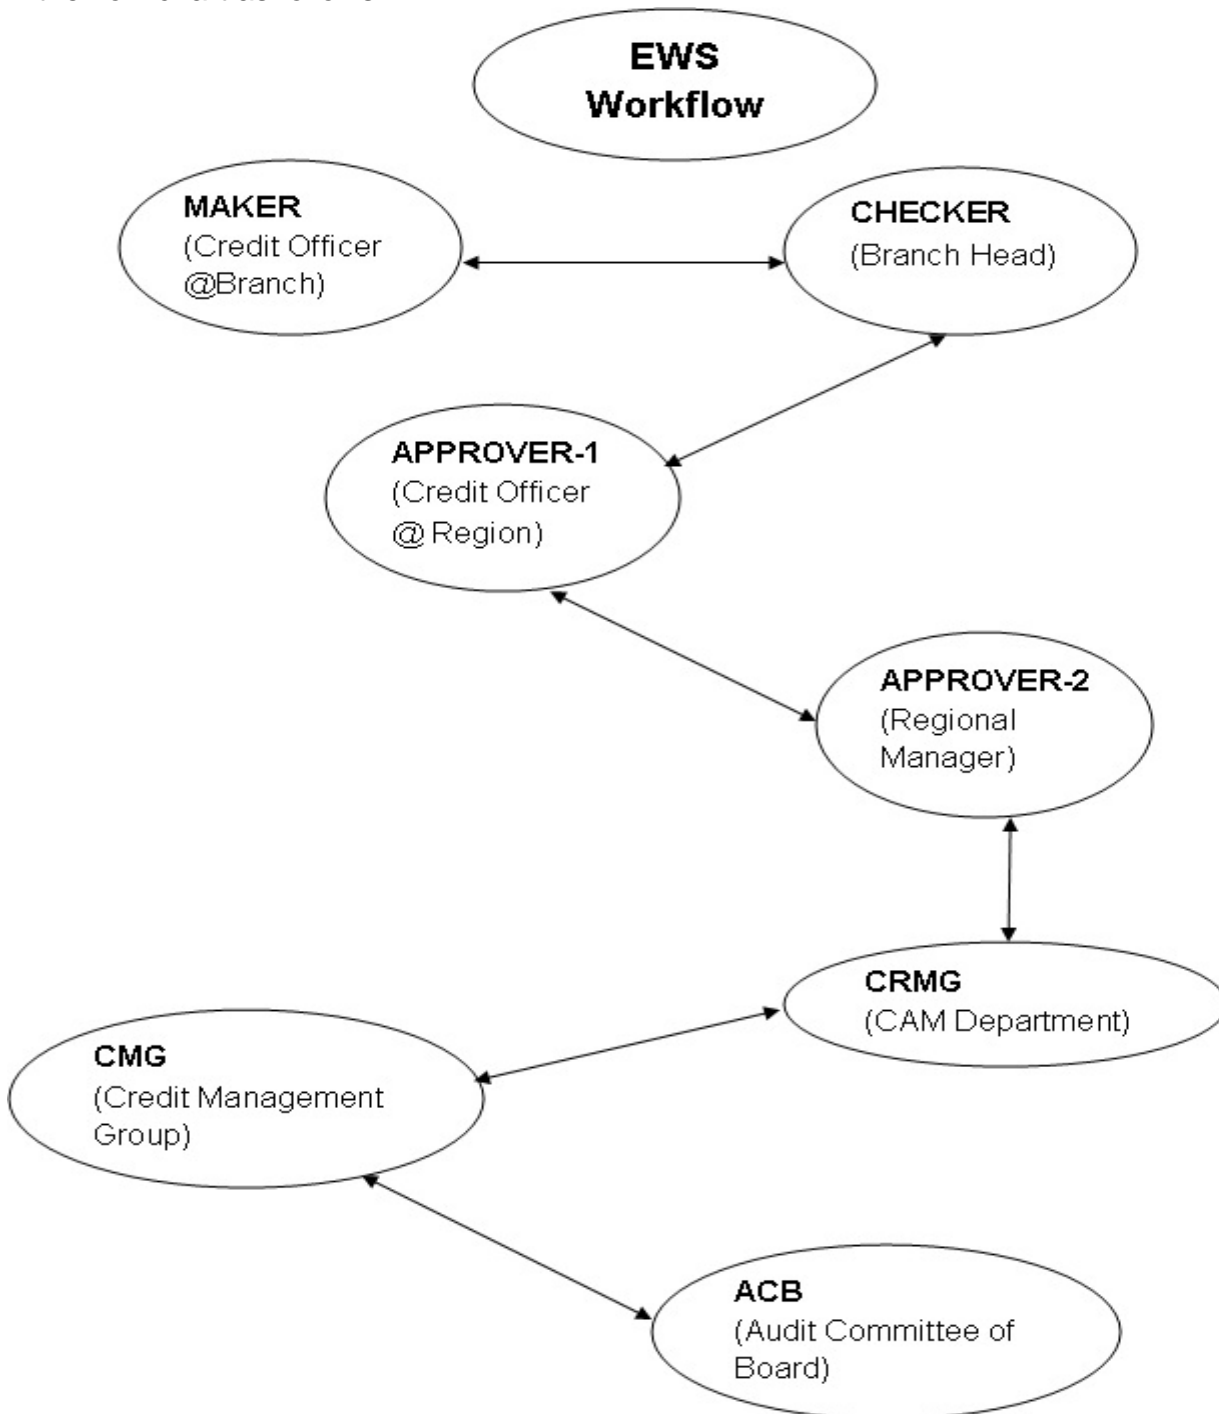 EWS
Workflow
MAKER
(Credit Officer
@Branch)
CHECKER
(Branch Head)
APPROVER-1
(Credit Officer
@ Region)
APPROVER-2
(Regional
Manager)
CRMG
(CAM Department)
CMG
(Credit Management
Group)
ACB
(Audit Committee of
Board)